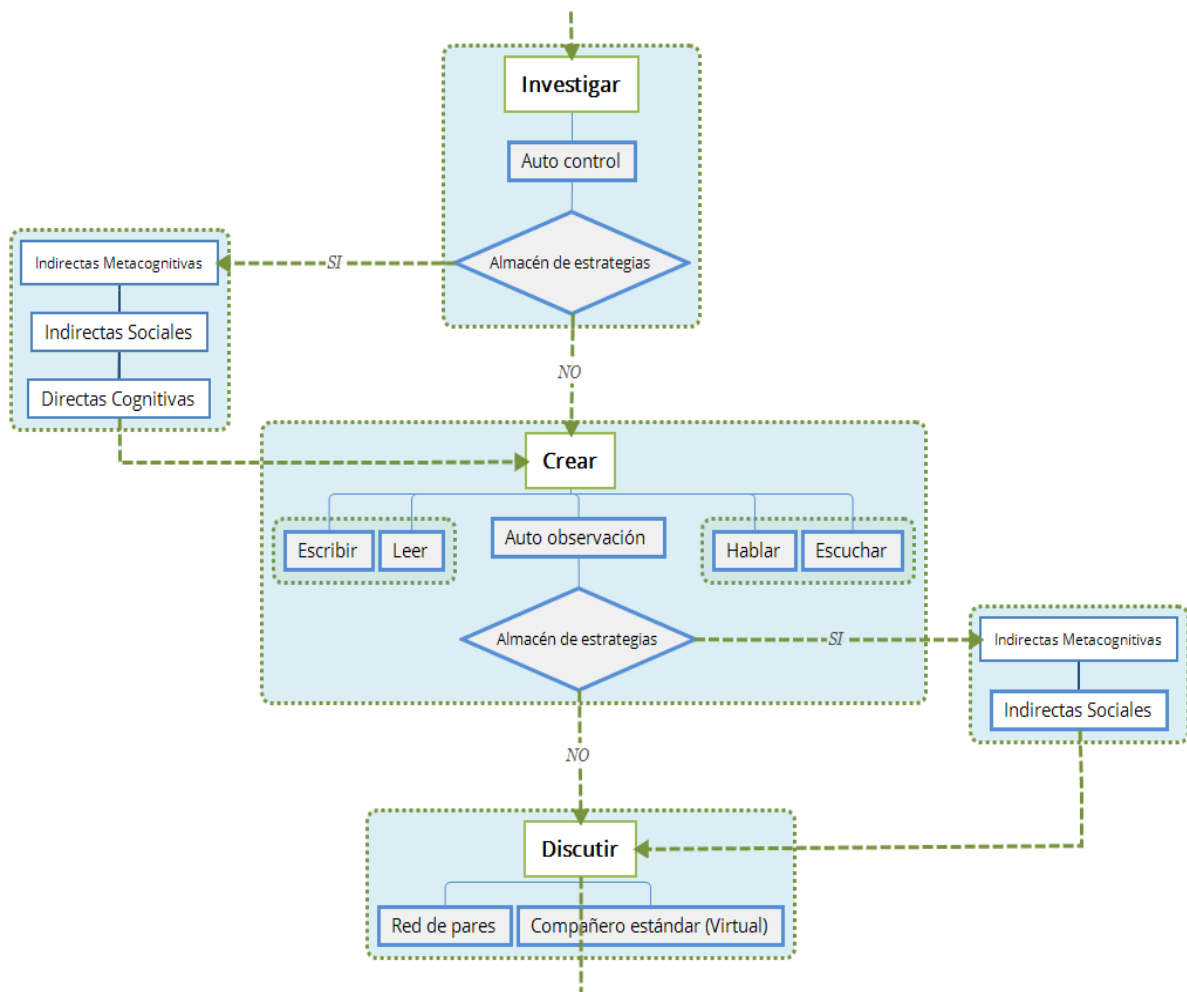 Investigar
Auto control
Almacén de estrategias
SI
Indirectas Metacognitivas
Indirectas Sociales
Directas Cognitivas
NO
Crear
Escribir
Leer
Auto observación
Hablar
Escuchar
Almacén de estrategias
SI
Indirectas Metacognitivas
Indirectas Sociales
NO
Discutir
Red de pares
Compañero estándar (Virtual)